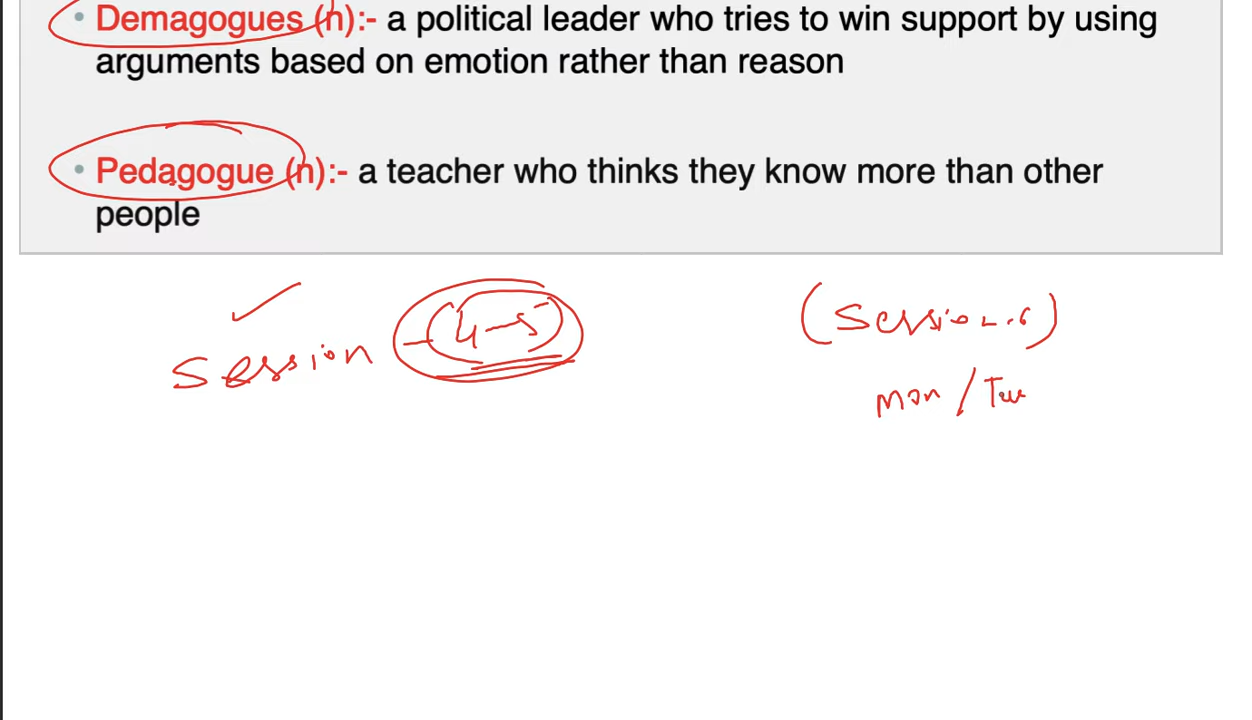 • Demagogues (n):- a political leader who tries to win support by using
arguments based on emotion rather than reason
• Pedagogue (n):- a teacher who thinks they know more than other
people
Session - (4-5)
(Session-6)
Mon / Tue